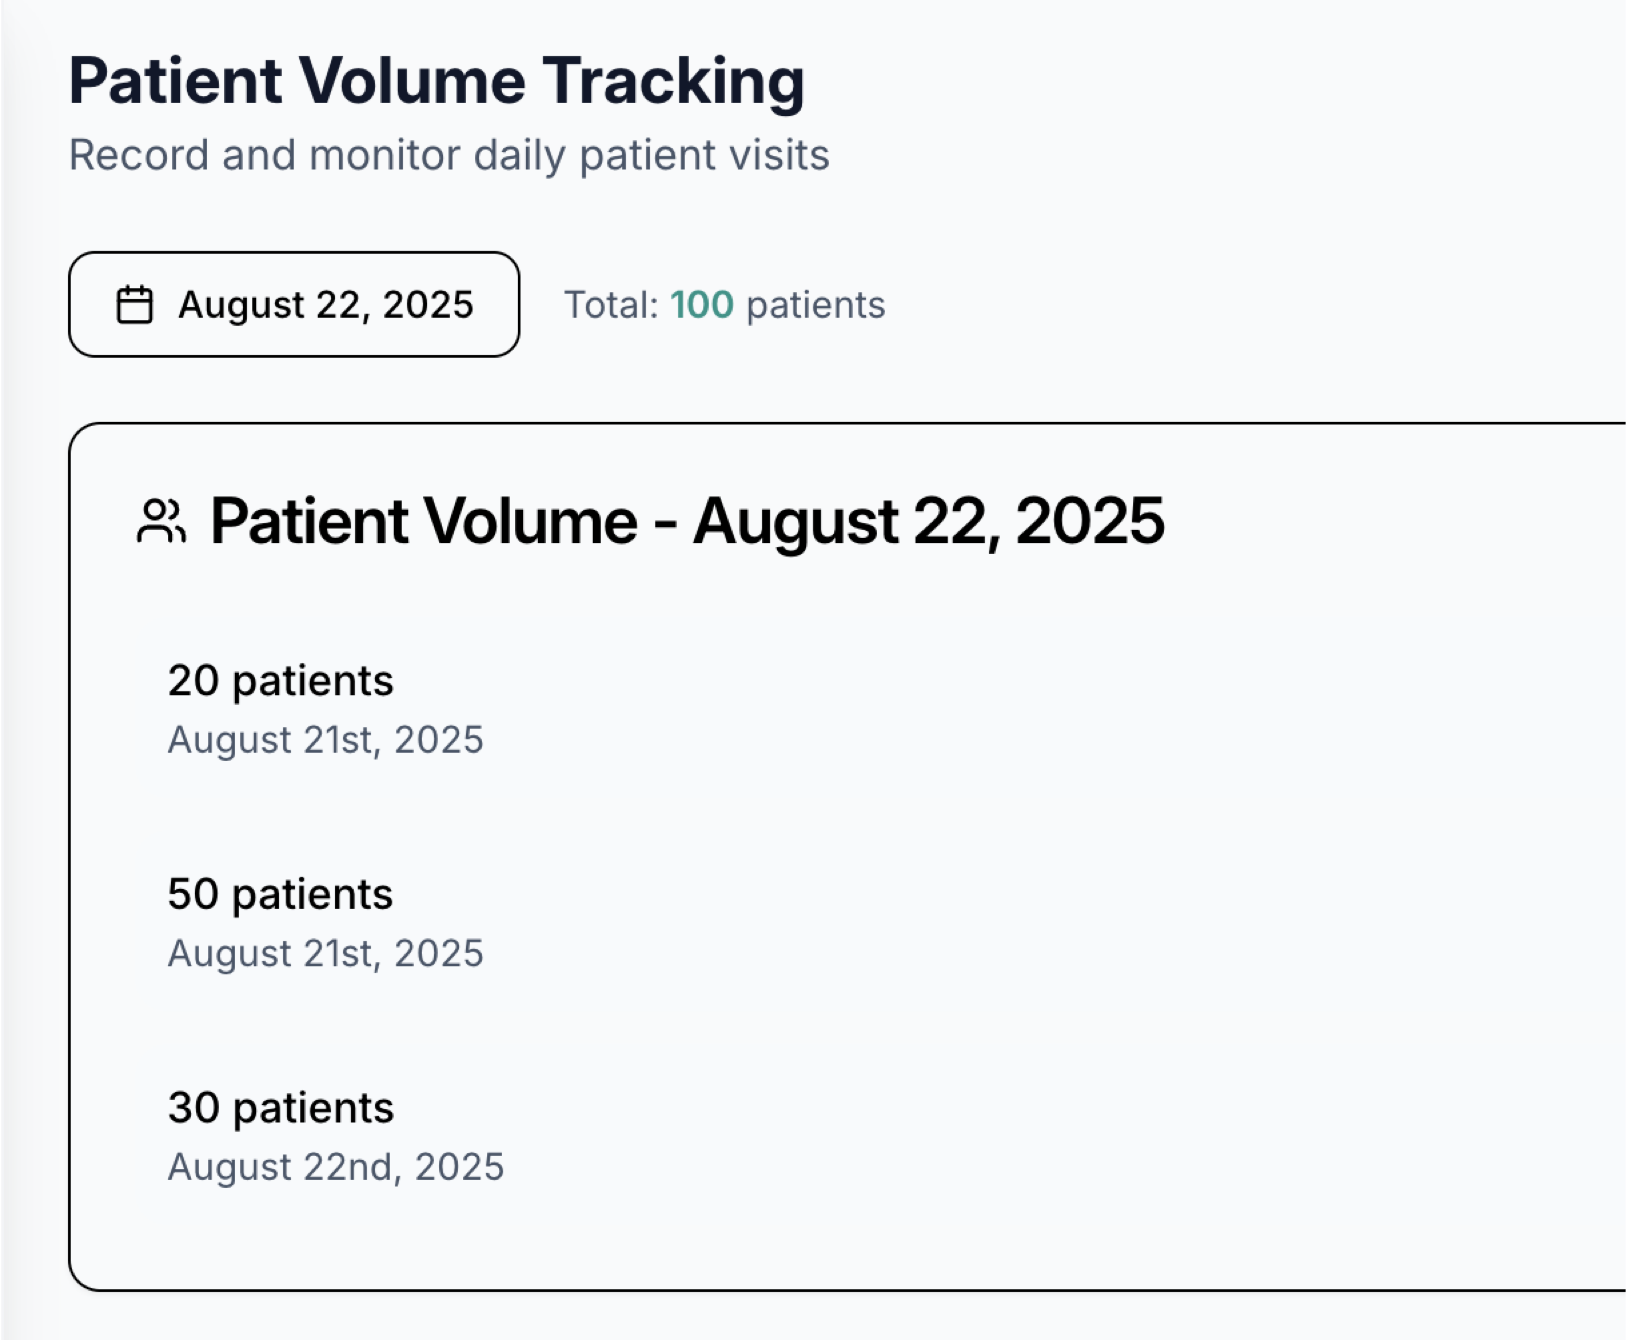 Patient Volume Tracking
Record and monitor daily patient visits
August 22, 2025
Total: 100 patients
Patient Volume - August 22, 2025
20 patients
August 21st, 2025
50 patients
August 21st, 2025
30 patients
August 22nd, 2025